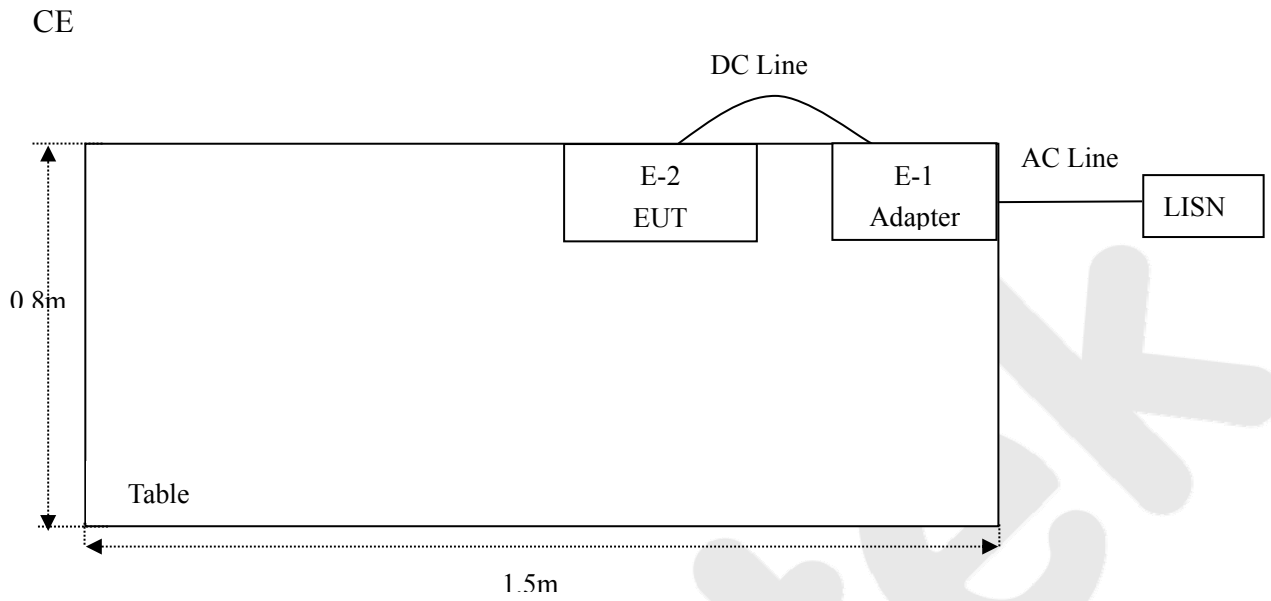 CE
DC Line
AC Line
E-2
EUT
E-1
Adapter
LISN
0.8m
Table
1.5m